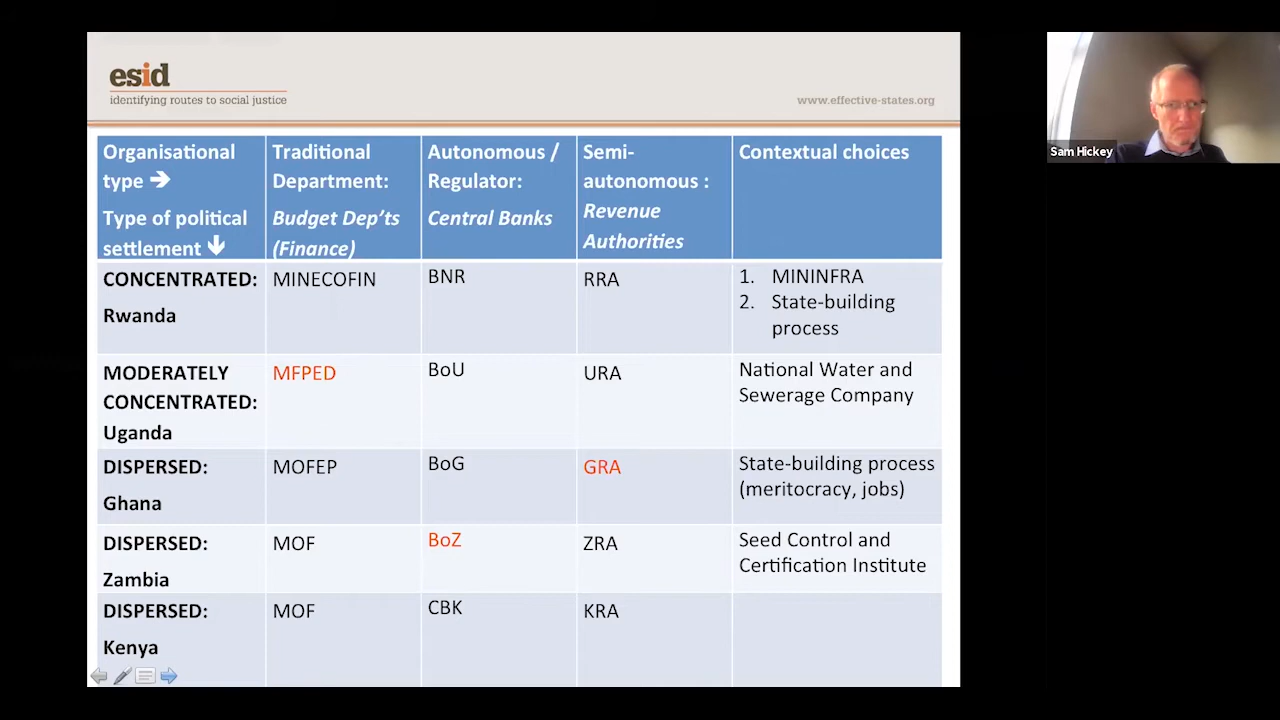 esid
identifying routes to social justice
www.effective-states.org
Organisational
type →
Type of political
settlement ↓
Traditional
Department:
Budget Dep'ts
(Finance)
Autonomous /
Regulator:
Central Banks
Semi-
autonomous :
Revenue
Authorities
Contextual choices
CONCENTRATED:
Rwanda
MINECOFIN
BNR
RRA
1. MININFRA
2. State-building
process
MODERATELY
CONCENTRATED:
Uganda
MFPED
BoU
URA
National Water and
Sewerage Company
DISPERSED:
Ghana
MOFEP
BoG
GRA
State-building process
(meritocracy, jobs)
DISPERSED:
Zambia
MOF
BoZ
ZRA
Seed Control and
Certification Institute
DISPERSED:
Kenya
MOF
CBK
KRA
Sam Hickey